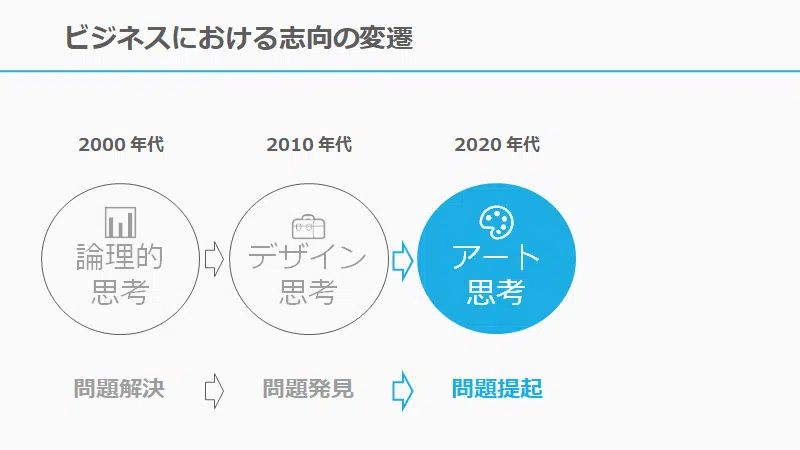 ビジネスにおける志向の変遷
2000 年代
2010 年代
2020 年代
論理的
思考
デザイン
思考
アート
思考
問題解決
問題発見
問題提起